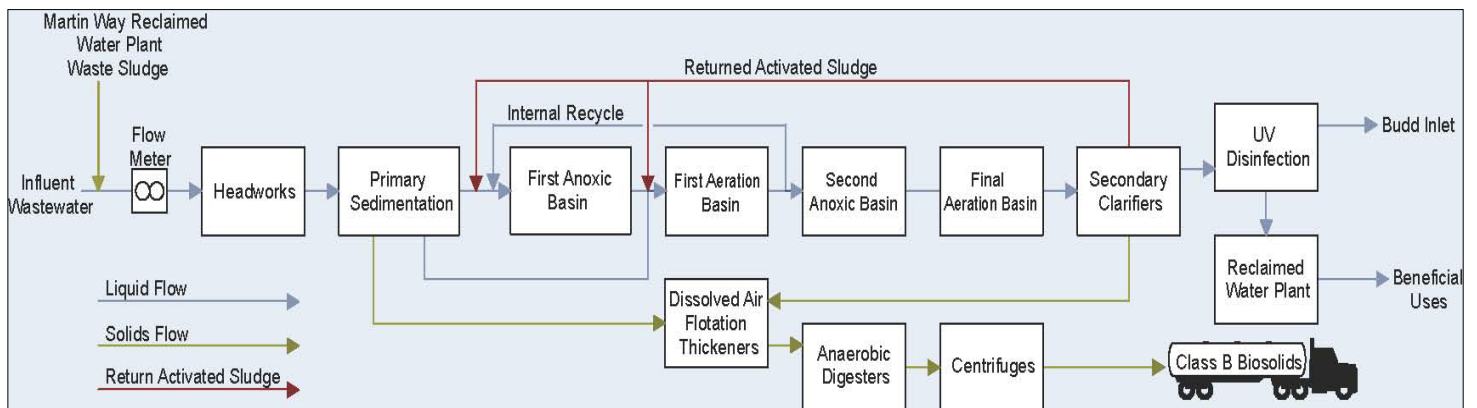 Martin Way Reclaimed
Water Plant
Waste Sludge
Influent
Wastewater
Flow
Meter
Headworks
Primary
Sedimentation
Returned Activated Sludge
Internal Recycle
First Anoxic
Basin
First Aeration
Basin
Second
Anoxic Basin
Final
Aeration Basin
Secondary
Clarifiers
UV
Disinfection
Budd Inlet
Reclaimed
Water Plant
Beneficial
Uses
Dissolved Air
Flotation
Thickeners
Anaerobic
Digesters
Centrifuges
Class B Biosolids
Liquid Flow
Solids Flow
Return Activated Sludge